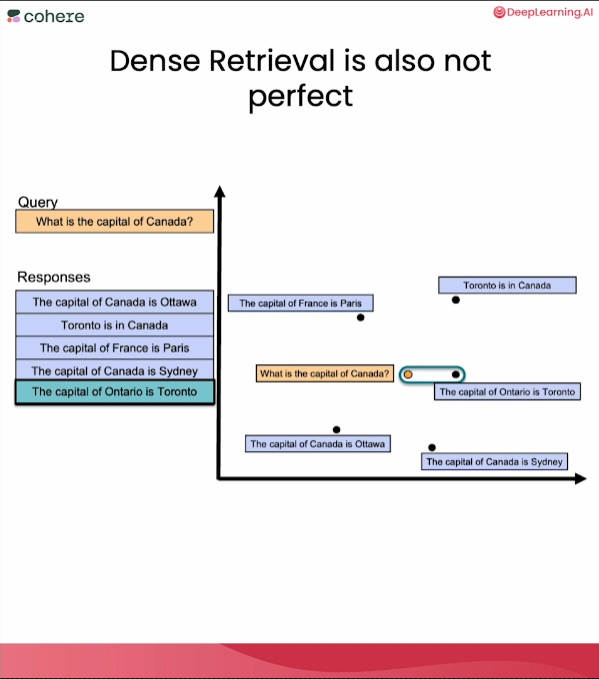 cohere
DeepLearning.AI
Dense Retrieval is also not
perfect
Query
What is the capital of Canada?
Responses
The capital of Canada is Ottawa
Toronto is in Canada
The capital of France is Paris
The capital of Canada is Sydney
The capital of Ontario is Toronto
Toronto is in Canada
The capital of France is Paris
What is the capital of Canada?
The capital of Ontario is Toronto
The capital of Canada is Ottawa
The capital of Canada is Sydney